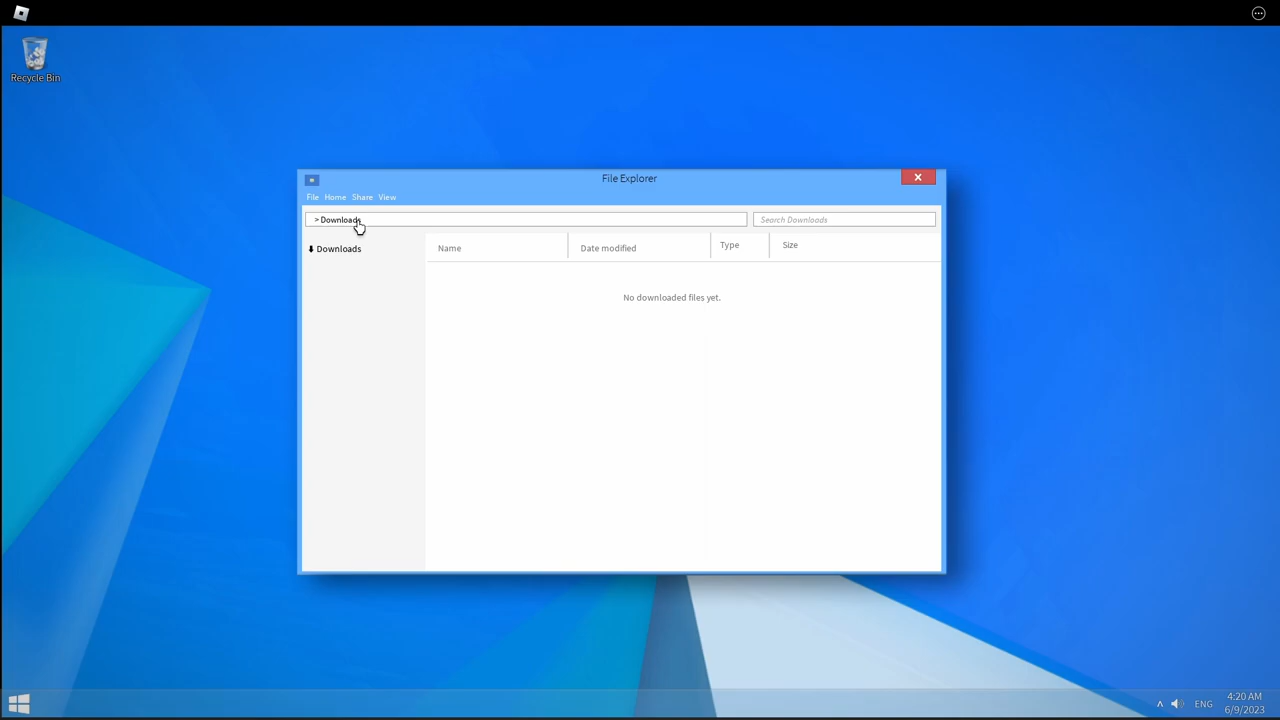 Recycle Bin
File Explorer
File Home Share View
> Downloads
Search Downloads
⬇ Downloads
Name Date modified Type Size
No downloaded files yet.
ENG
4:20 AM
6/9/2023